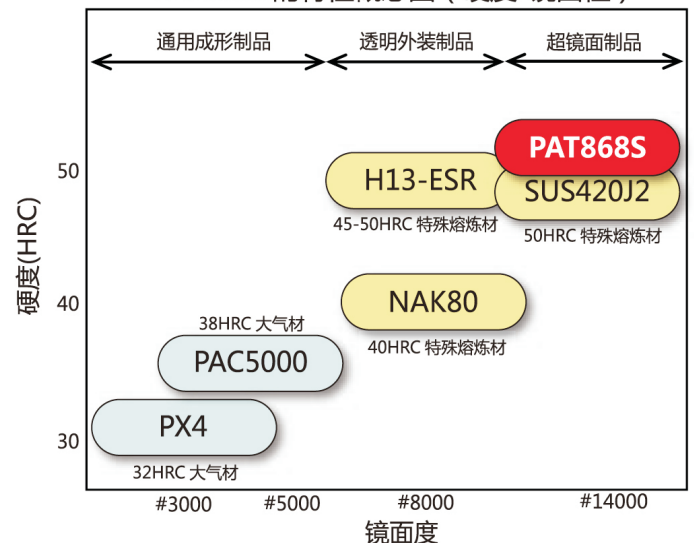 通用成形制品
透明外装制品
超镜面制品
PAT868S
H13-ESR
SUS420J2
45-50HRC 特殊熔炼材
50HRC 特殊熔炼材
NAK80
38HRC 大气材
40HRC 特殊熔炼材
PAC5000
PX4
32HRC 大气材
硬度(HRC)
50
40
30
#3000
#5000
#8000
#14000
镜面度